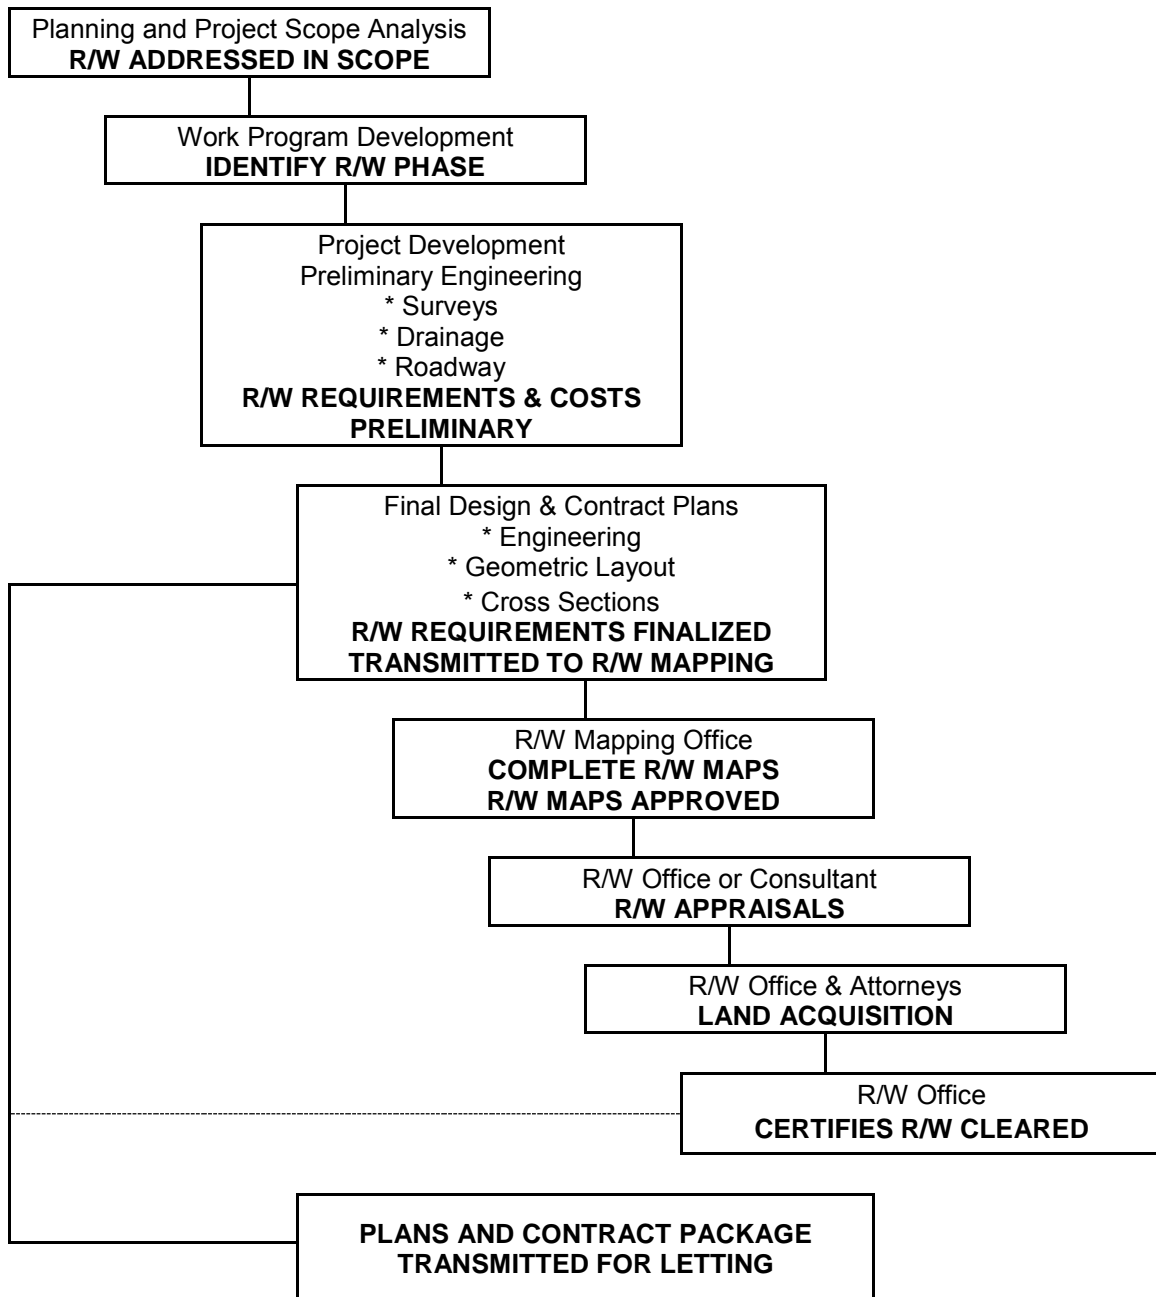 Planning and Project Scope Analysis
R/W ADDRESSED IN SCOPE
Work Program Development
IDENTIFY R/W PHASE
Project Development
Preliminary Engineering
* Surveys
* Drainage
* Roadway
R/W REQUIREMENTS & COSTS
PRELIMINARY
Final Design & Contract Plans
* Engineering
* Geometric Layout
* Cross Sections
R/W REQUIREMENTS FINALIZED
TRANSMITTED TO R/W MAPPING
R/W Mapping Office
COMPLETE R/W MAPS
R/W MAPS APPROVED
R/W Office or Consultant
R/W APPRAISALS
R/W Office & Attorneys
LAND ACQUISITION
R/W Office
CERTIFIES R/W CLEARED
PLANS AND CONTRACT PACKAGE
TRANSMITTED FOR LETTING